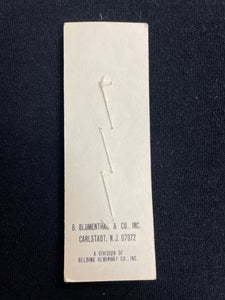 B. BLUMENTHAL & CO., INC.
CARLSTADT, N.J. 07072
A DIVISION OF
BELDING HEMINWAY CO., INC.